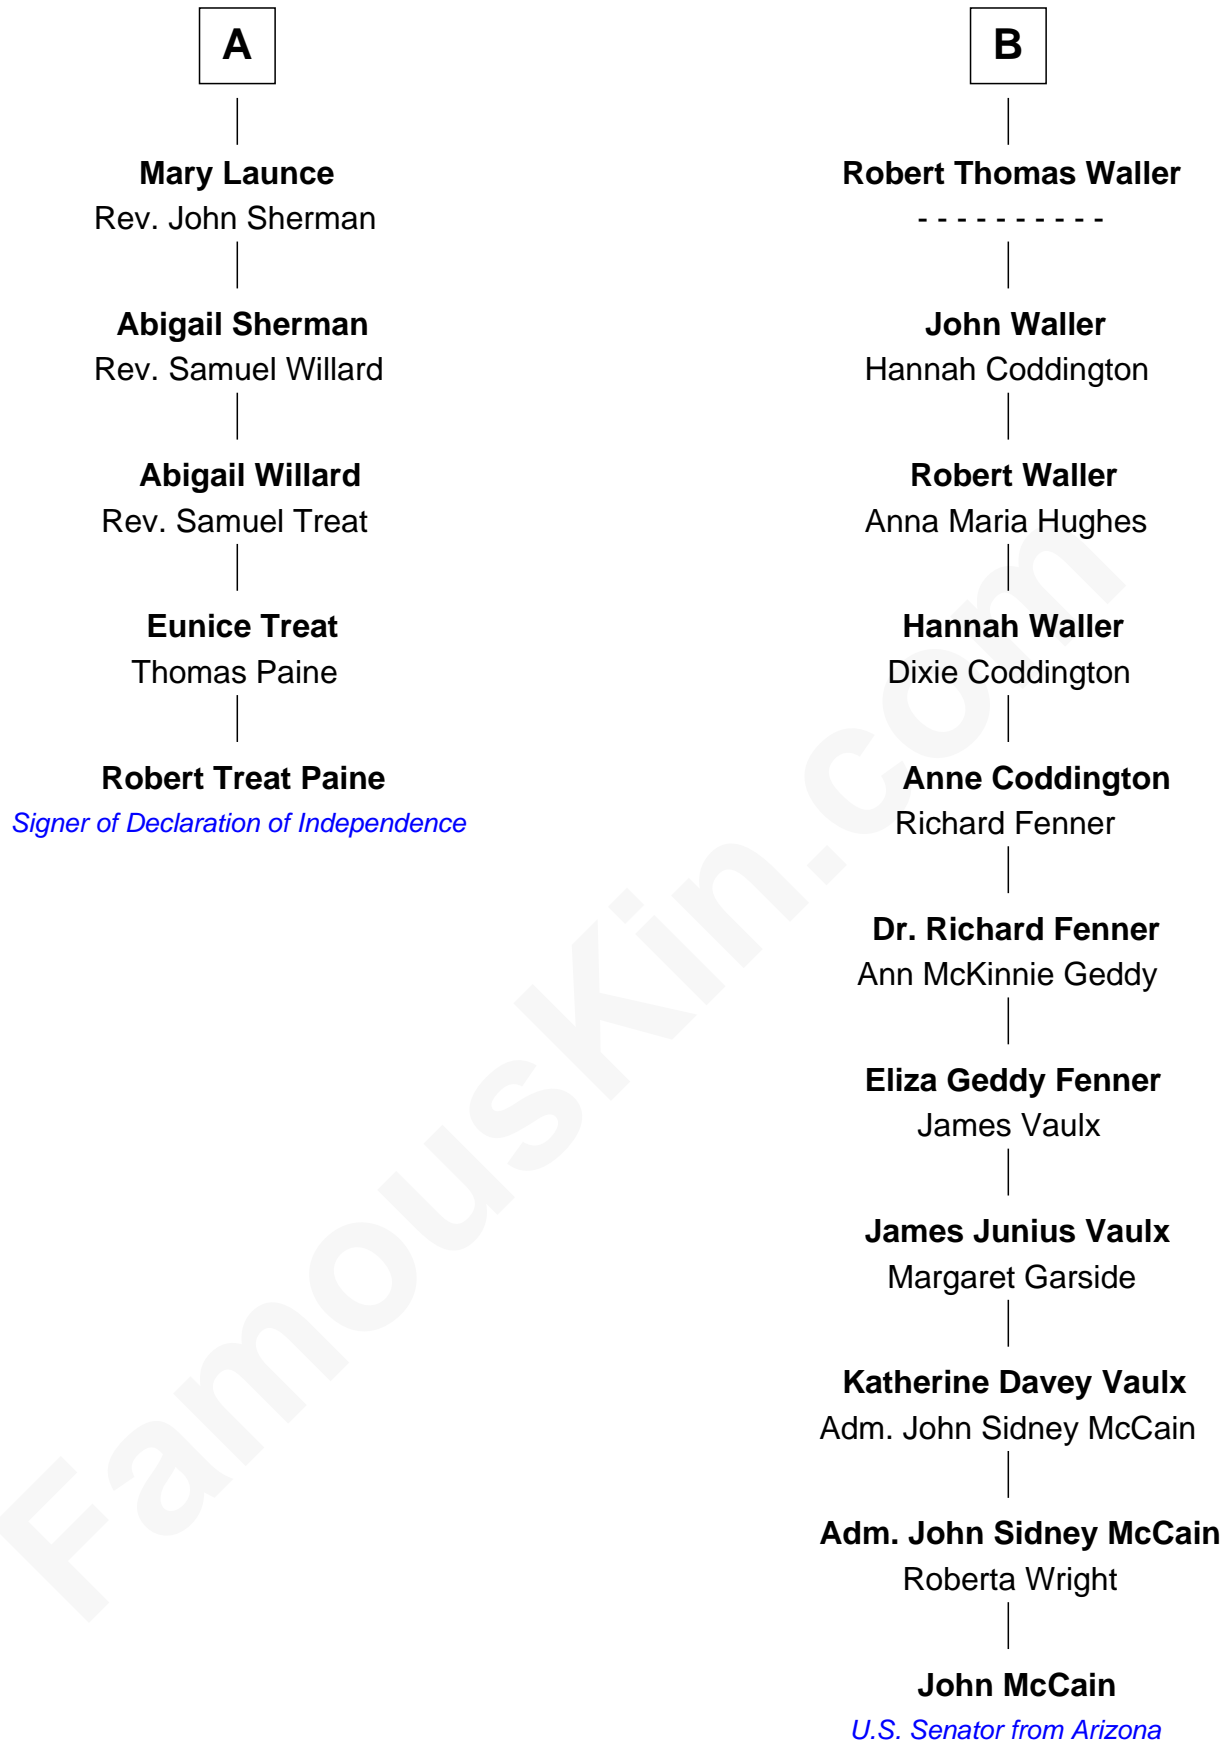 A
Mary Launce
Rev. John Sherman
Abigail Sherman
Rev. Samuel Willard
Abigail Willard
Rev. Samuel Treat
Eunice Treat
Thomas Paine
Robert Treat Paine
Signer of Declaration of Independence
B
Robert Thomas Waller
- - - - - - - - - -
John Waller
Hannah Coddington
Robert Waller
Anna Maria Hughes
Hannah Waller
Dixie Coddington
Anne Coddington
Richard Fenner
Dr. Richard Fenner
Ann McKinnie Geddy
Eliza Geddy Fenner
James Vaulx
James Junius Vaulx
Margaret Garside
Katherine Davey Vaulx
Adm. John Sidney McCain
Adm. John Sidney McCain
Roberta Wright
John McCain
U.S. Senator from Arizona
FamousKin.com